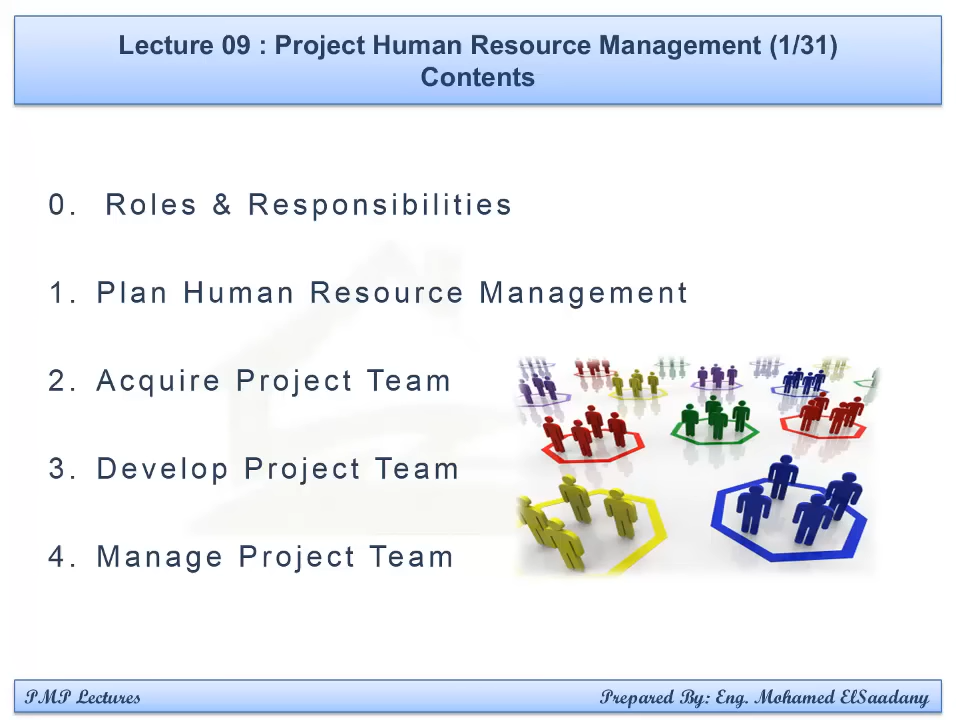 Lecture 09 : Project Human Resource Management (1/31)
Contents
0. Roles & Responsibilities
1. Plan Human Resource Management
2. Acquire Project Team
3. Develop Project Team
4. Manage Project Team
PMP Lectures
Prepared By: Eng. Mohamed ElSaadany